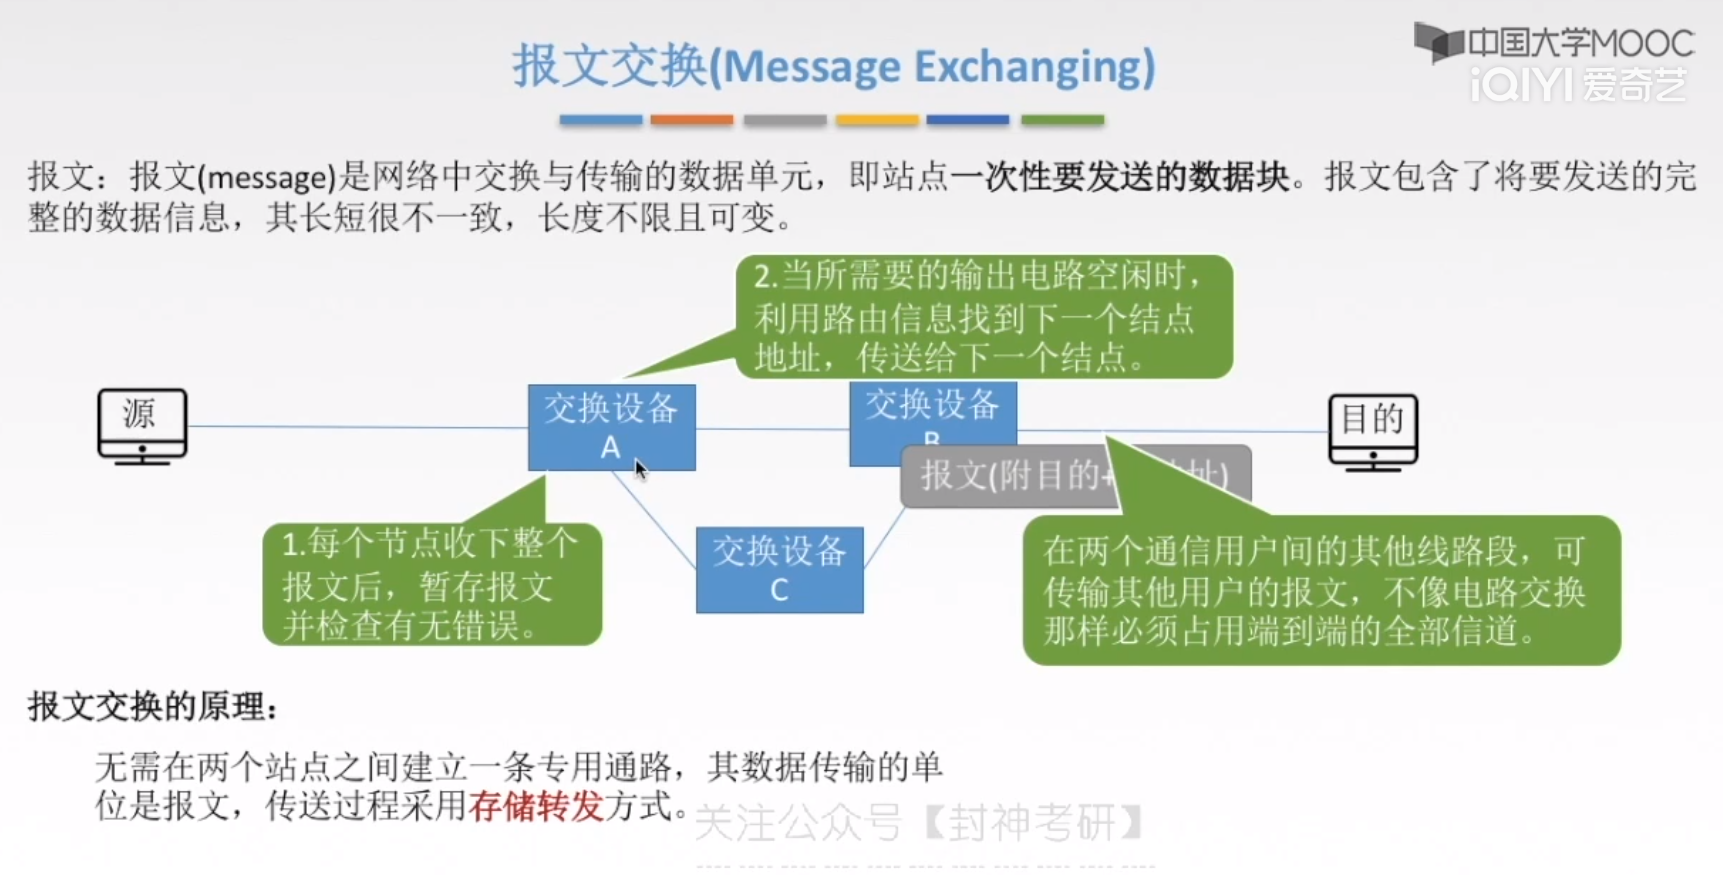 报文交换(Message Exchanging)
中国大学MOOC
iQIYI 爱奇艺
报文：报文(message)是网络中交换与传输的数据单元，即站点一次性要发送的数据块。报文包含了将要发送的完
整的数据信息，其长短很不一致，长度不限且可变。
2.当所需要的输出电路空闲时，
利用路由信息找到下一个结点
地址，传送给下一个结点。
源
交换设备
A
交换设备
B
目的
报文(附目的+ 址)
1.每个节点收下整个
报文后，暂存报文
并检查有无错误。
交换设备
C
在两个通信用户间的其他线路段，可
传输其他用户的报文，不像电路交换
那样必须占用端到端的全部信道。
报文交换的原理：
无需在两个站点之间建立一条专用通路，其数据传输的单
位是报文，传送过程采用存储转发方式。
关注公众号【封神考研】